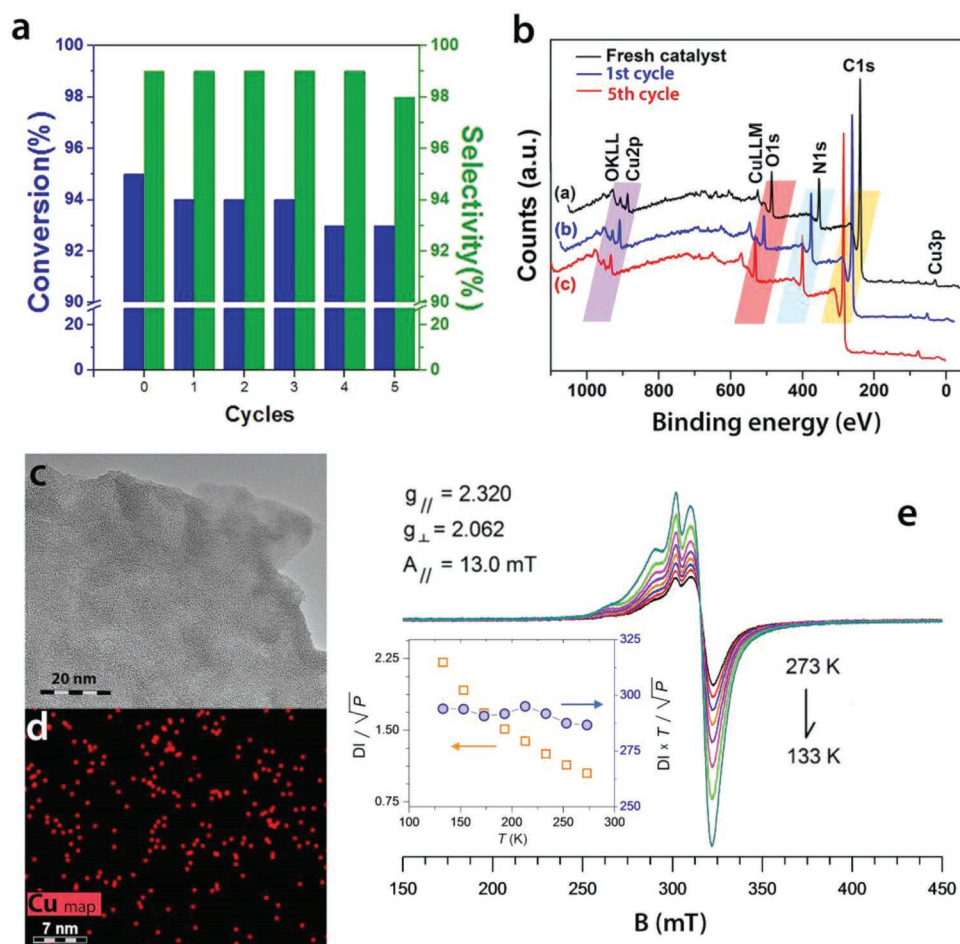 a
100
98
96
94
92
90
20
0
Conversion(%)
100
98
96
94
92
90
20
0
Selectivity(%)
0 1 2 3 4 5
Cycles
b
Fresh catalyst
1st cycle
5th cycle
C1s
OKLL
Cu2p
CuLLM
O1s
N1s
Cu3p
(a)
(b)
(c)
Counts (a.u.)
1000 800 600 400 200 0
Binding energy (eV)
c
20 nm
d
Cu map
7 nm
e
g// = 2.320
g⊥ = 2.062
A// = 13.0 mT
273 K
133 K
2.25
1.50
0.75
DI / √P
325
300
275
250
DI × T / √P
100 150 200 250 300
T (K)
150 200 250 300 350 400 450
B (mT)